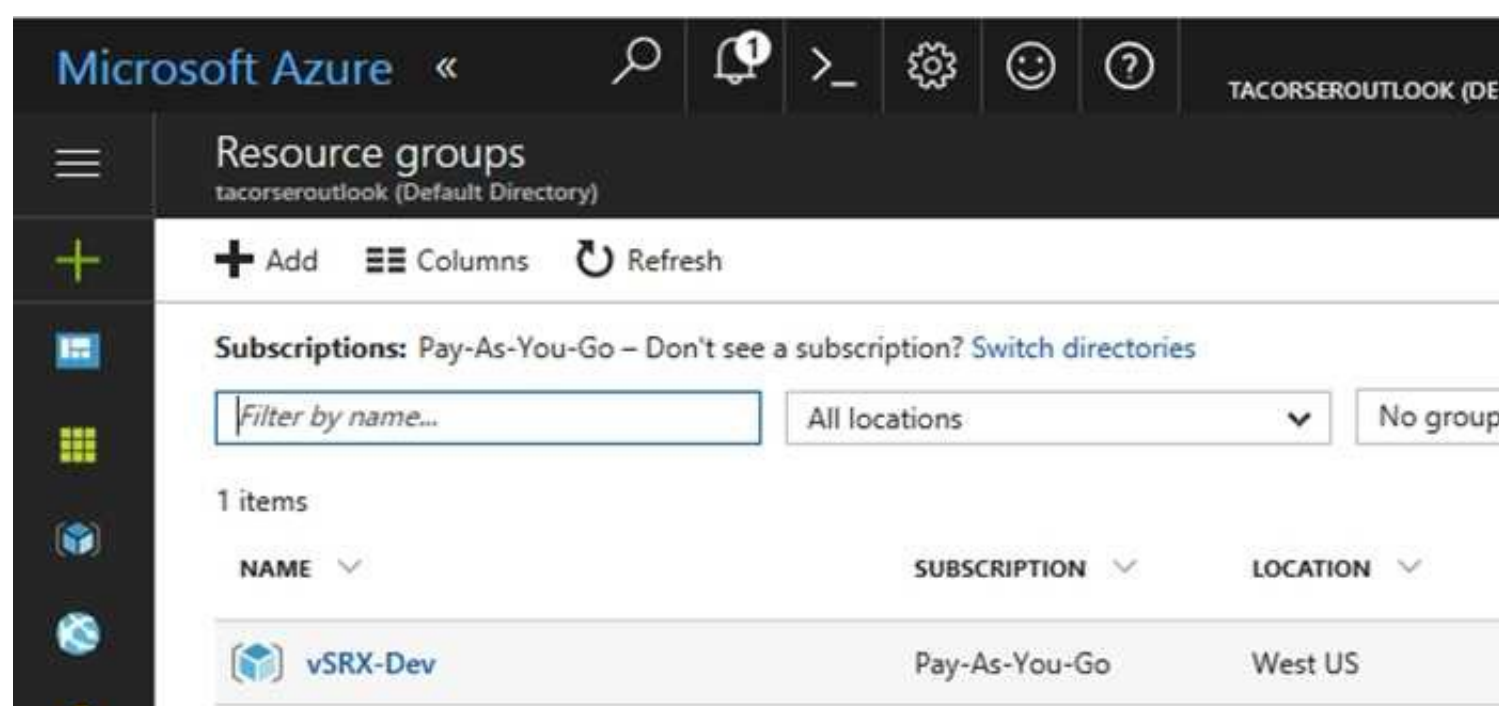 Microsoft Azure « 1 >_ ? TACORSEROUTLOOK (DE
Resource groups
tacorseroutlook (Default Directory)
Add Columns Refresh
Subscriptions: Pay-As-You-Go – Don't see a subscription? Switch directories
Filter by name... All locations No group
1 items
NAME SUBSCRIPTION LOCATION
vSRX-Dev Pay-As-You-Go West US